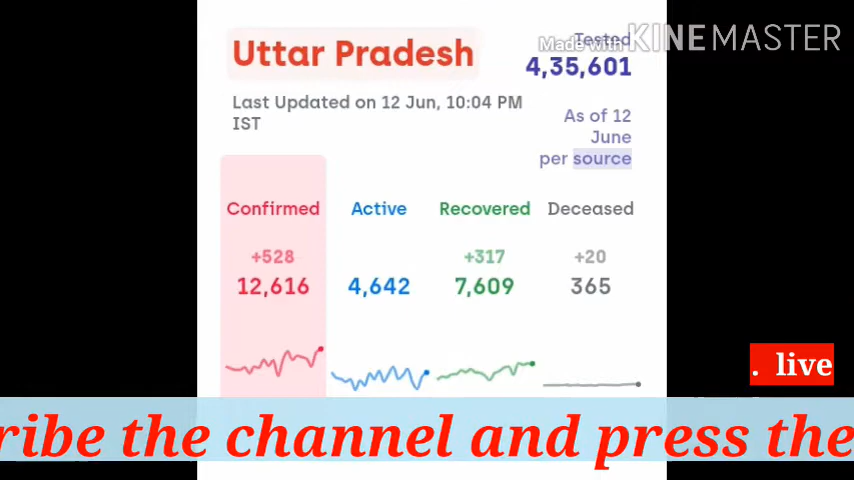 Uttar Pradesh
Tested
Made with KINEMASTER
4,35,601
Last Updated on 12 Jun, 10:04 PM
IST
As of 12
June
per source
Confirmed Active Recovered Deceased
+528 +317 +20
12,616 4,642 7,609 365
. live
ribe the channel and press the